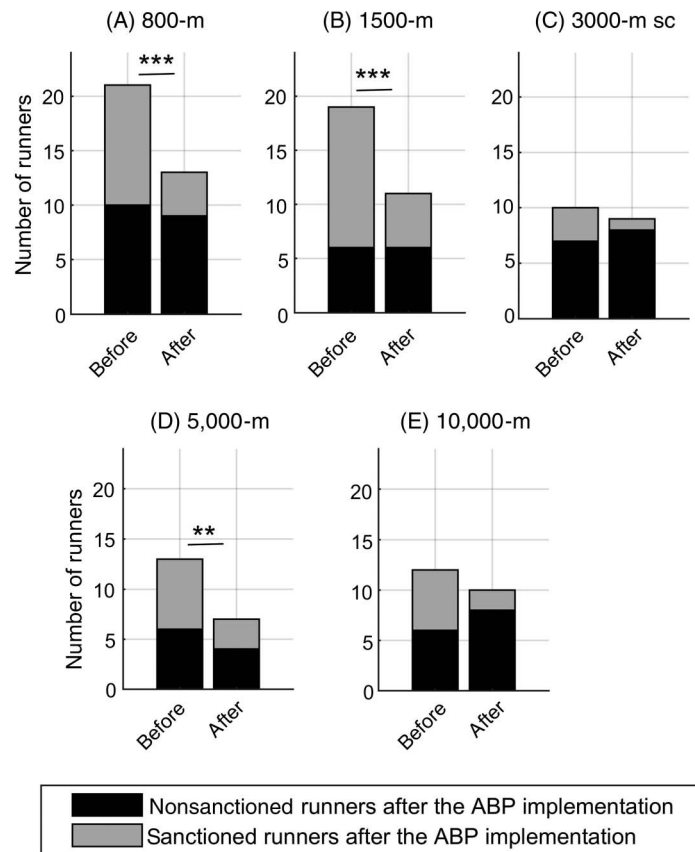 (A) 800-m
(B) 1500-m
(C) 3000-m sc
Number of runners
20
15
10
5
0
***
Before
After
20
15
10
5
0
***
Before
After
20
15
10
5
0
Before
After
(D) 5,000-m
(E) 10,000-m
Number of runners
20
15
10
5
0
**
Before
After
20
15
10
5
0
Before
After
Nonsanctioned runners after the ABP implementation
Sanctioned runners after the ABP implementation